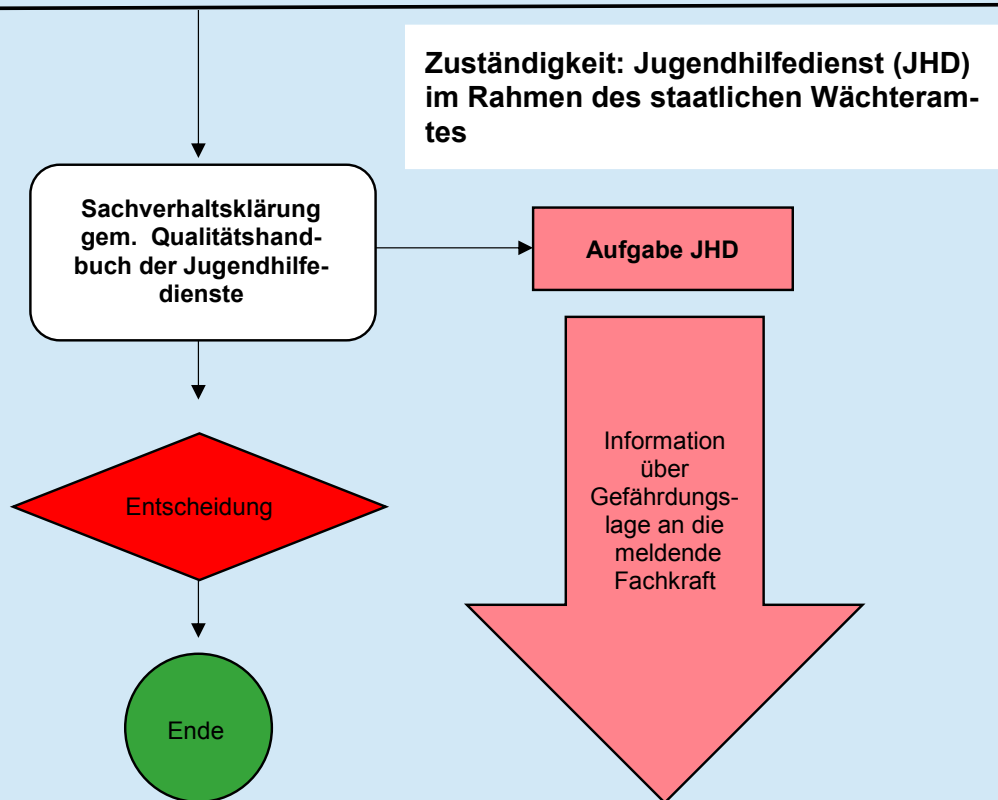 Zuständigkeit: Jugendhilfedienst (JHD)
im Rahmen des staatlichen Wächteram-
tes
Sachverhaltsklärung
gem. Qualitätshand-
buch der Jugendhilfe-
dienste
Aufgabe JHD
Information
über
Gefährdungs-
lage an die
meldende
Fachkraft
Entscheidung
Ende